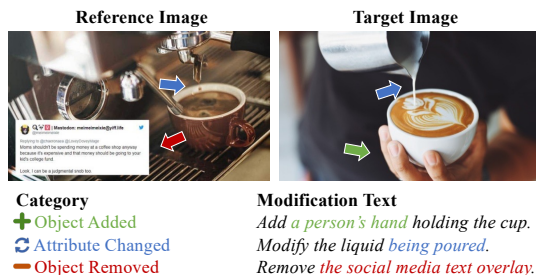 Reference Image
Target Image
Mastodon: meimeimeixie@yiff.life
@meimeimeixie
Moms shouldn't be spending money at a coffee shop anyway
because it's expensive and that money should be going to your
kid's college fund.
Look, I can be a judgmental
Category
Modification Text
Object Added
Add a person's hand holding the cup.
Attribute Changed
Modify the liquid being poured.
Object Removed
Remove the social media text overlay.